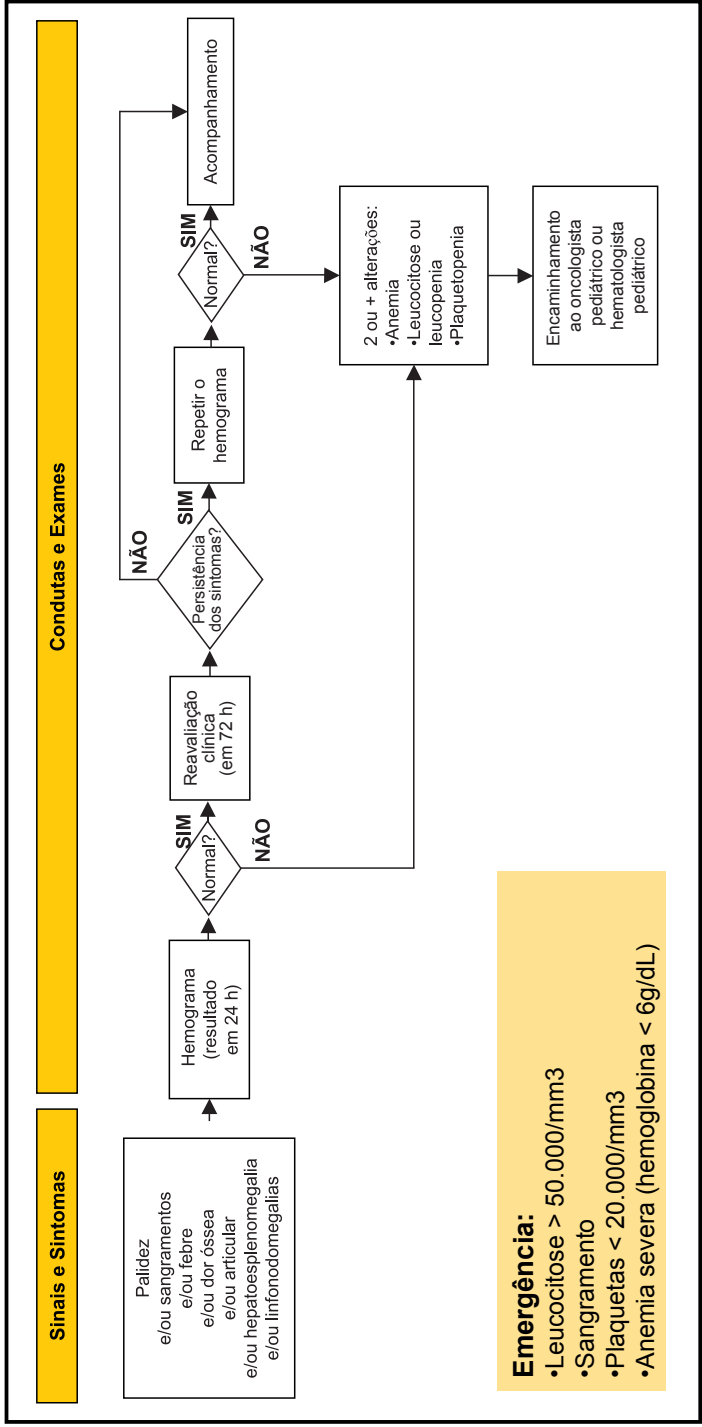 Sinais e Sintomas
Condutas e Exames
Palidez
e/ou sangramentos
e/ou febre
e/ou dor óssea
e/ou articular
e/ou hepatoesplenomegalia
e/ou linfonodomegalias
Hemograma
(resultado
em 24 h)
Normal?
SIM
NÃO
Reavaliação
clínica
(em 72 h)
Persistência
dos sintomas?
NÃO
SIM
Repetir o
hemograma
Normal?
SIM
NÃO
Acompanhamento
2 ou + alterações:
•Anemia
•Leucocitose ou
leucopenia
•Plaquetopenia
Encaminhamento
ao oncologista
pediátrico ou
hematologista
pediátrico
Emergência:
•Leucocitose > 50.000/mm3
•Sangramento
•Plaquetas < 20.000/mm3
•Anemia severa (hemoglobina < 6g/dL)